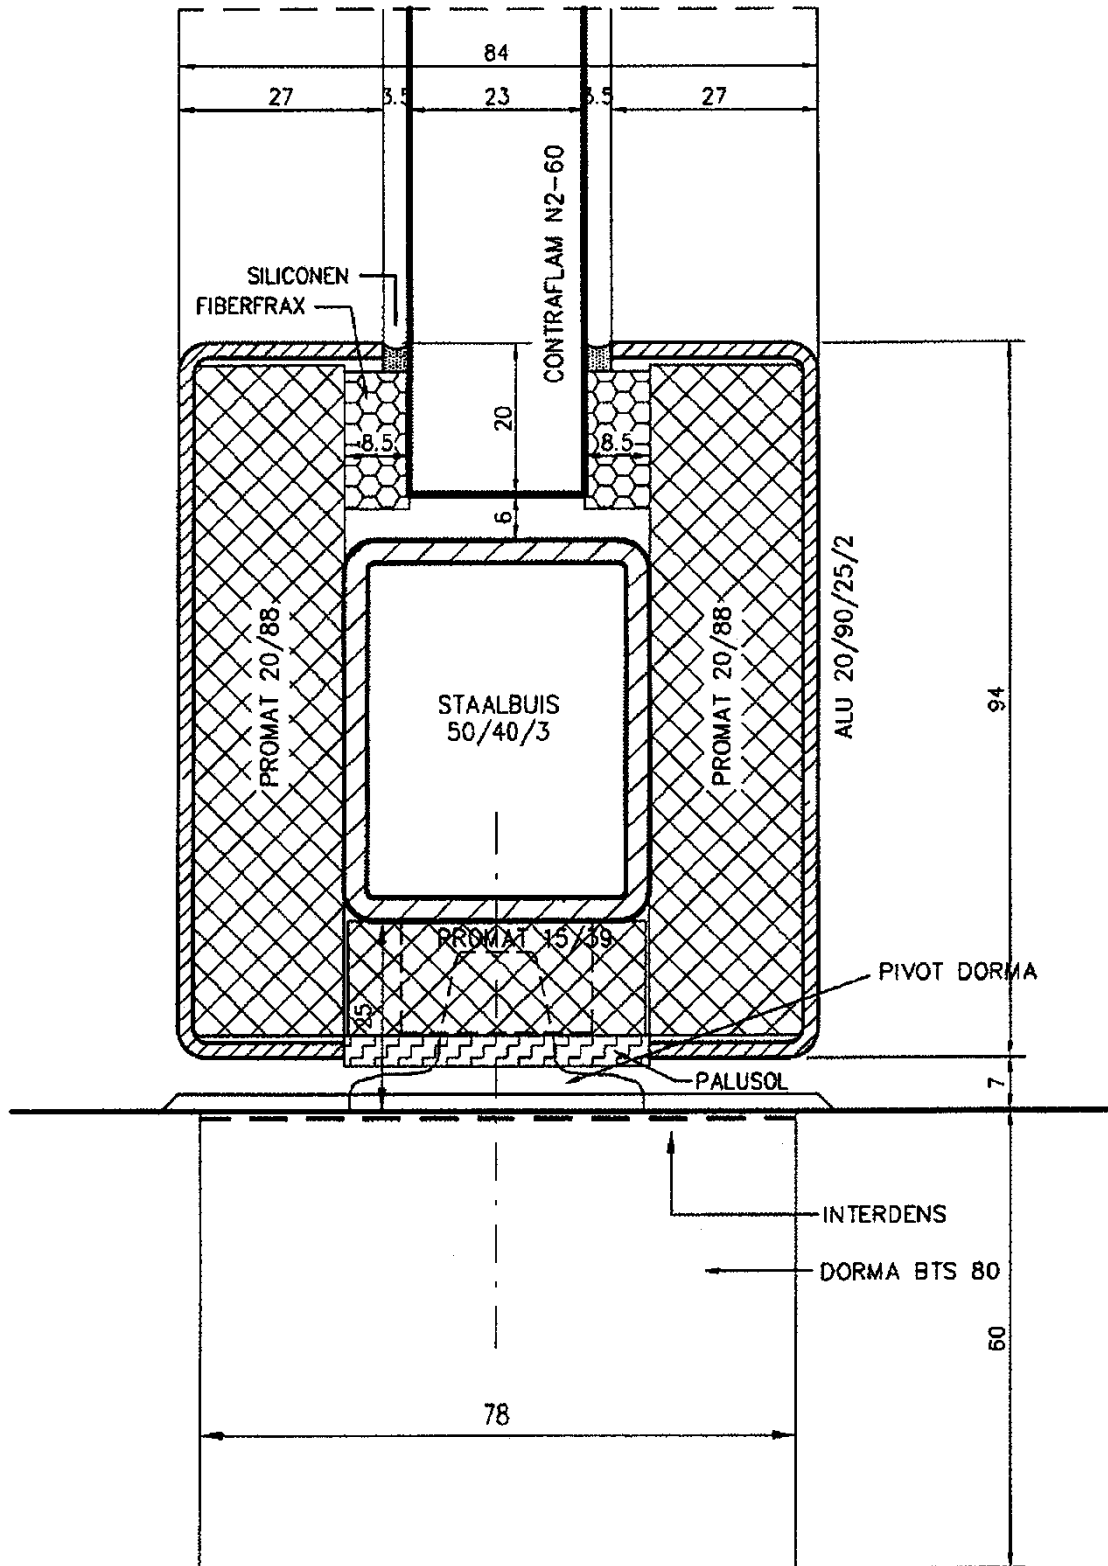 84
27
3.5
23
3.5
27
CONTRAFLAM N2-60
SILICONEN
FIBERFRAX
20
8.5
8.5
6
PROMAT 20/88
PROMAT 20/88
ALU 20/90/25/2
94
STAALBUIS
50/40/3
PROMAT 15/39
PIVOT DORMA
25
PALUSOL
7
INTERDENS
DORMA BTS 80
60
78